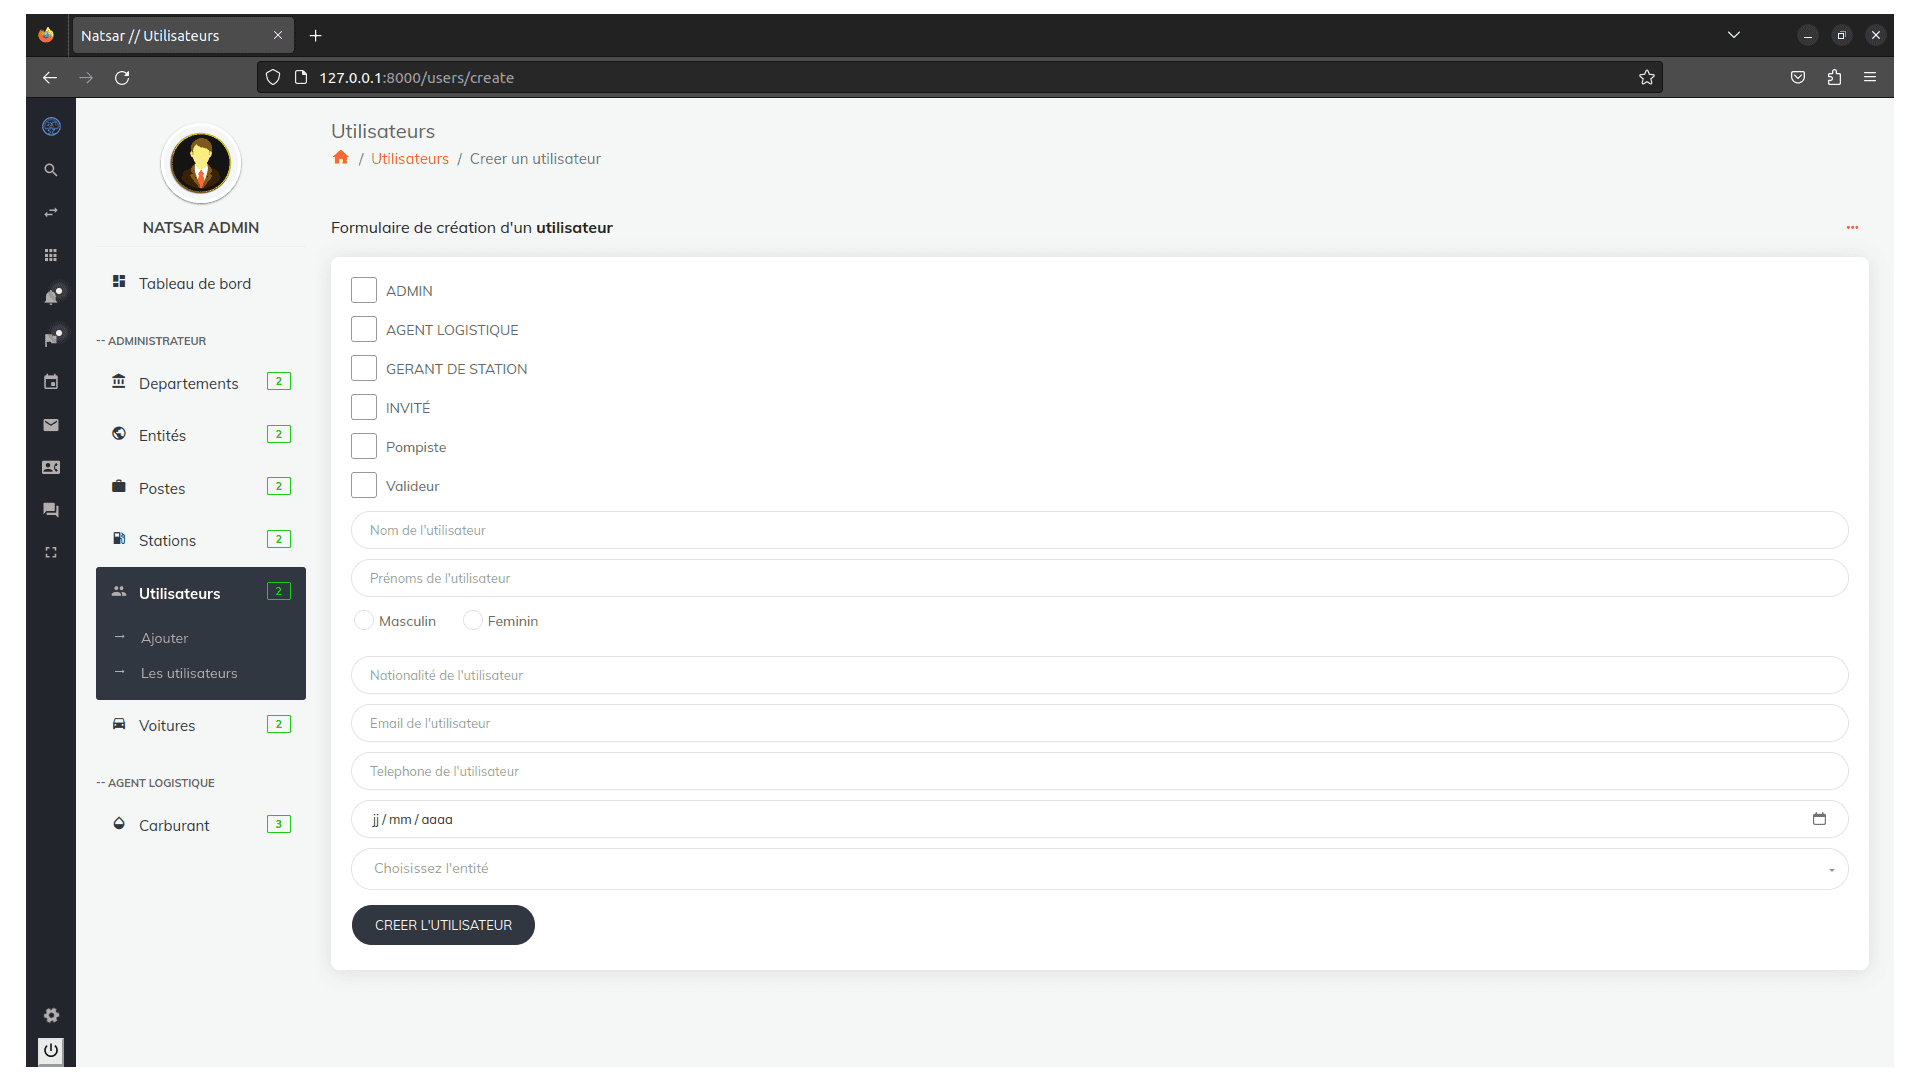 Natsar // Utilisateurs
127.0.0.1:8000/users/create
NATSAR ADMIN
Tableau de bord
-- ADMINISTRATEUR
Departements 2
Entités 2
Postes 2
Stations 2
Utilisateurs 2
Ajouter
Les utilisateurs
Voitures 2
-- AGENT LOGISTIQUE
Carburant 3
Utilisateurs
/ Utilisateurs / Creer un utilisateur
Formulaire de création d'un utilisateur
ADMIN
AGENT LOGISTIQUE
GERANT DE STATION
INVITÉ
Pompiste
Valideur
Nom de l'utilisateur
Prénoms de l'utilisateur
Masculin Feminin
Nationalité de l'utilisateur
Email de l'utilisateur
Telephone de l'utilisateur
jj / mm / aaaa
Choisissez l'entité
CREER L'UTILISATEUR